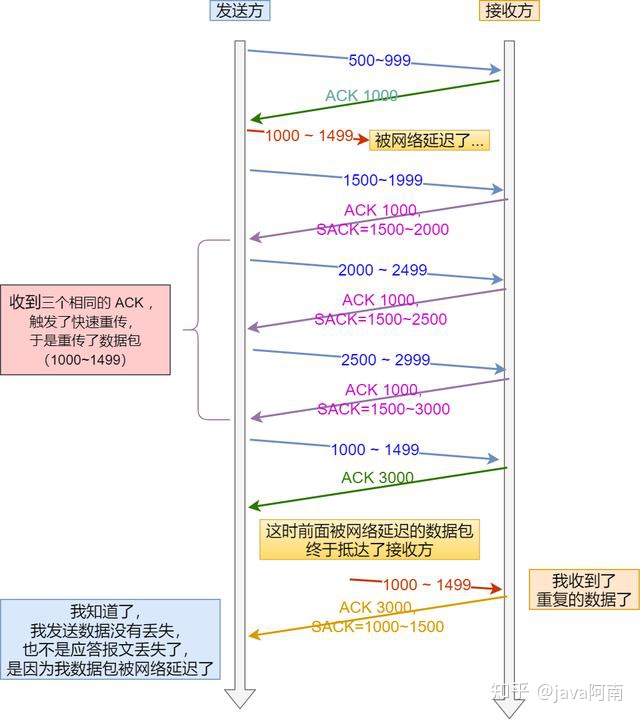 发送方
接收方
500~999
ACK 1000
1000 ~ 1499
被网络延迟了...
1500~1999
ACK 1000,
SACK=1500~2000
2000 ~ 2499
收到三个相同的 ACK ,
触发了快速重传,
于是重传了数据包
(1000~1499)
ACK 1000,
SACK=1500~2500
2500 ~ 2999
ACK 1000,
SACK=1500~3000
1000 ~ 1499
ACK 3000
这时前面被网络延迟的数据包
终于抵达了接收方
1000 ~ 1499
我收到了
重复的数据了
ACK 3000,
SACK=1000~1500
我知道了,
我发送数据没有丢失,
也不是应答报文丢失了,
是因为我数据包被网络延迟了
知乎 @java阿南